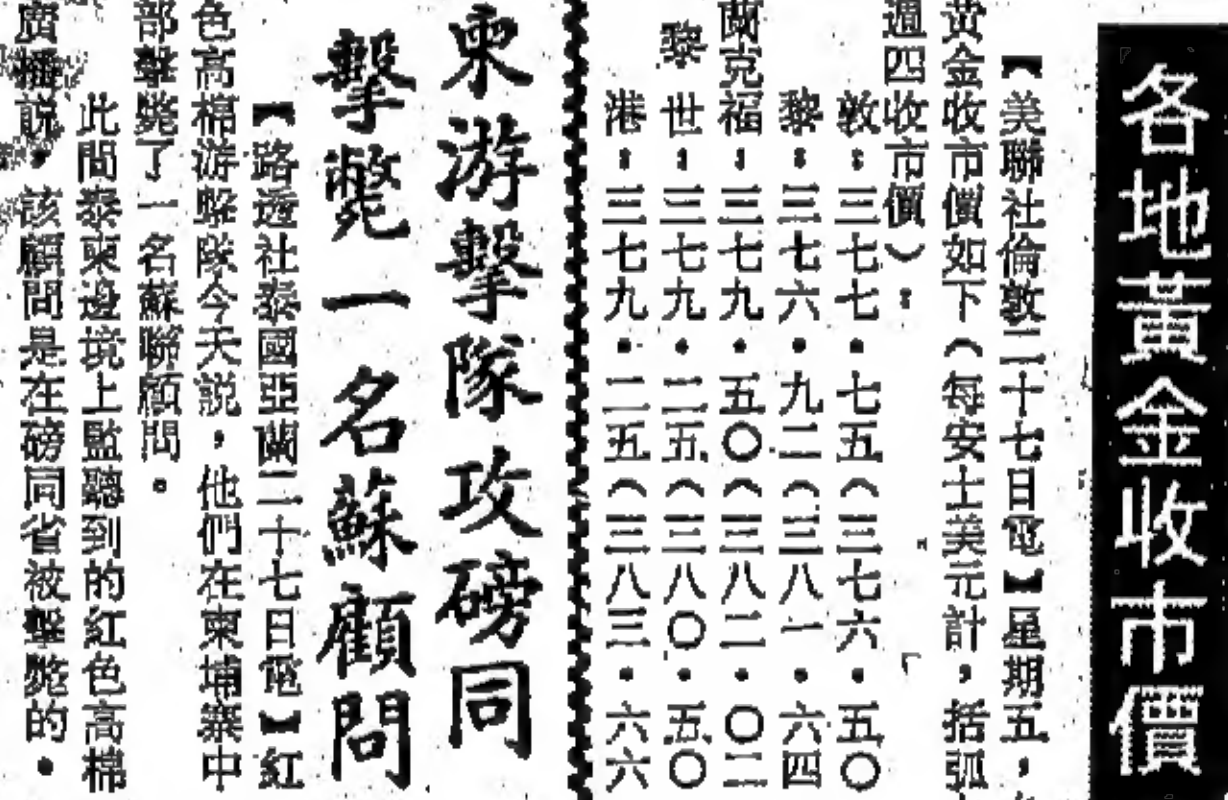 各地黃金收市價
【美聯社倫敦二十七日電】星期五，
黃金收市價如下（每安士美元計，括弧
週四收市價）：
敦：三七七・七五（三七六・五〇
黎：三七六・九二（三八一・六四
蘭克福：三七九・五〇（三八二・〇二
黎世：三七九・二五（三八〇・五〇
港：三七九・二五（三八三・六六
柬游擊隊攻磅同
擊斃一名蘇顧問
【路透社泰國亞蘭二十七日電】紅
色高棉游擊隊今天說，他們在柬埔寨中
部擊斃了一名蘇聯顧問。
此間泰柬邊境上監聽到的紅色高棉
廣播說，該顧問是在磅同省被擊斃的。